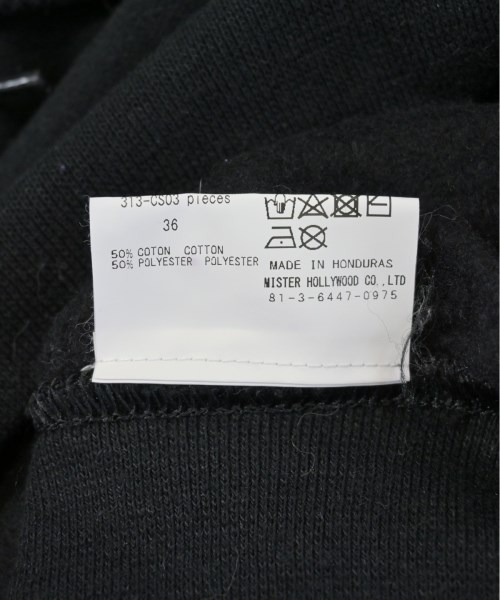 313-CS03 pieces
36
50% COTON COTTON
50% POLYESTER POLYESTER
MADE IN HONDURAS
MISTER HOLLYWOOD CO.,LTD
81-3-6447-0975